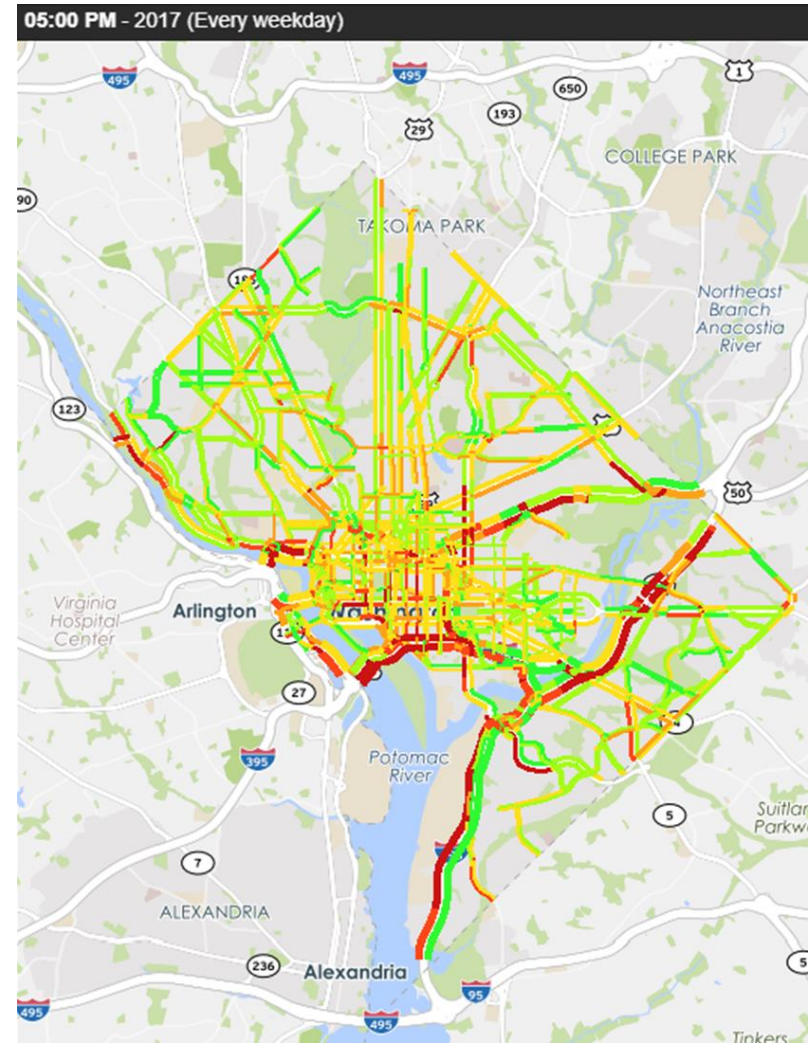 05:00 PM - 2017 (Every weekday)
495
495
1
650
29
193
COLLEGE PARK
90
TAKOMA PARK
Northeast
Branch
Anacostia
River
123
50
Virginia
Hospital
Center
Arlington
27
395
Potomac
River
5
Suitlan
Parkw
7
ALEXANDRIA
236
Alexandria
95
5
495
495
Tinkers